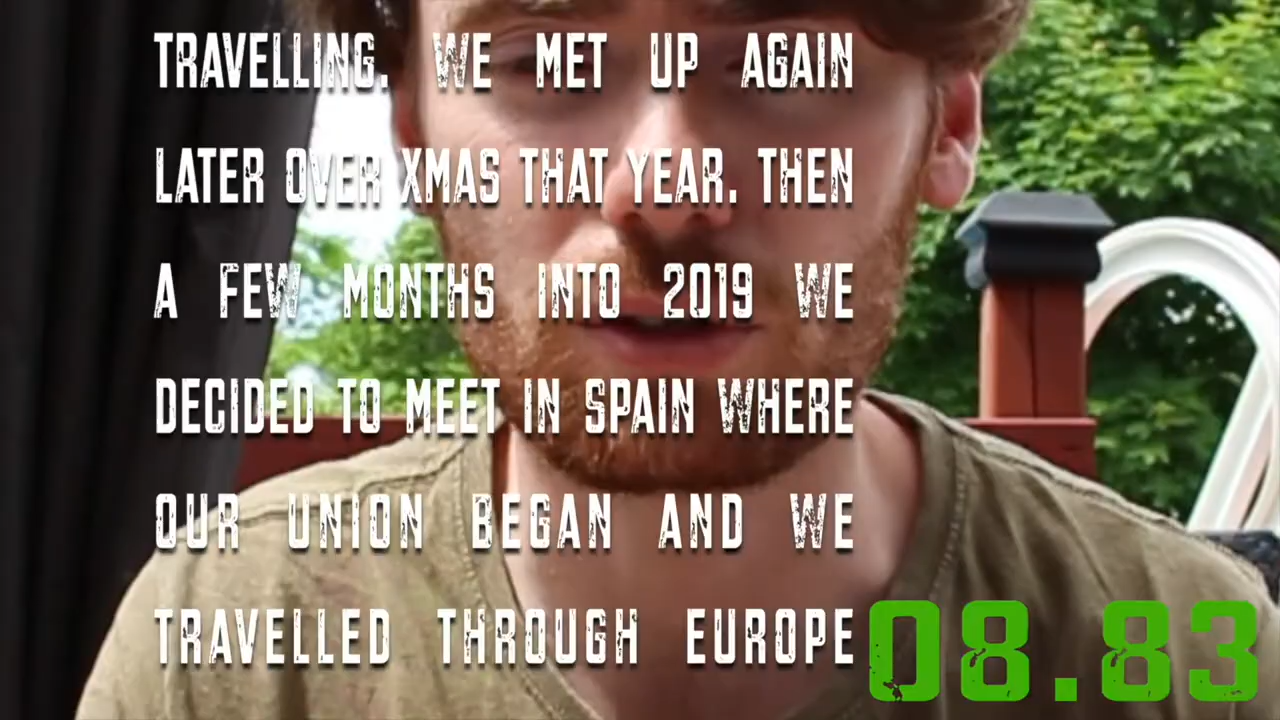 TRAVELLING. WE MET UP AGAIN
LATER OVER XMAS THAT YEAR. THEN
A FEW MONTHS INTO 2019 WE
DECIDED TO MEET IN SPAIN WHERE
OUR UNION BEGAN AND WE
TRAVELLED THROUGH EUROPE
08.83